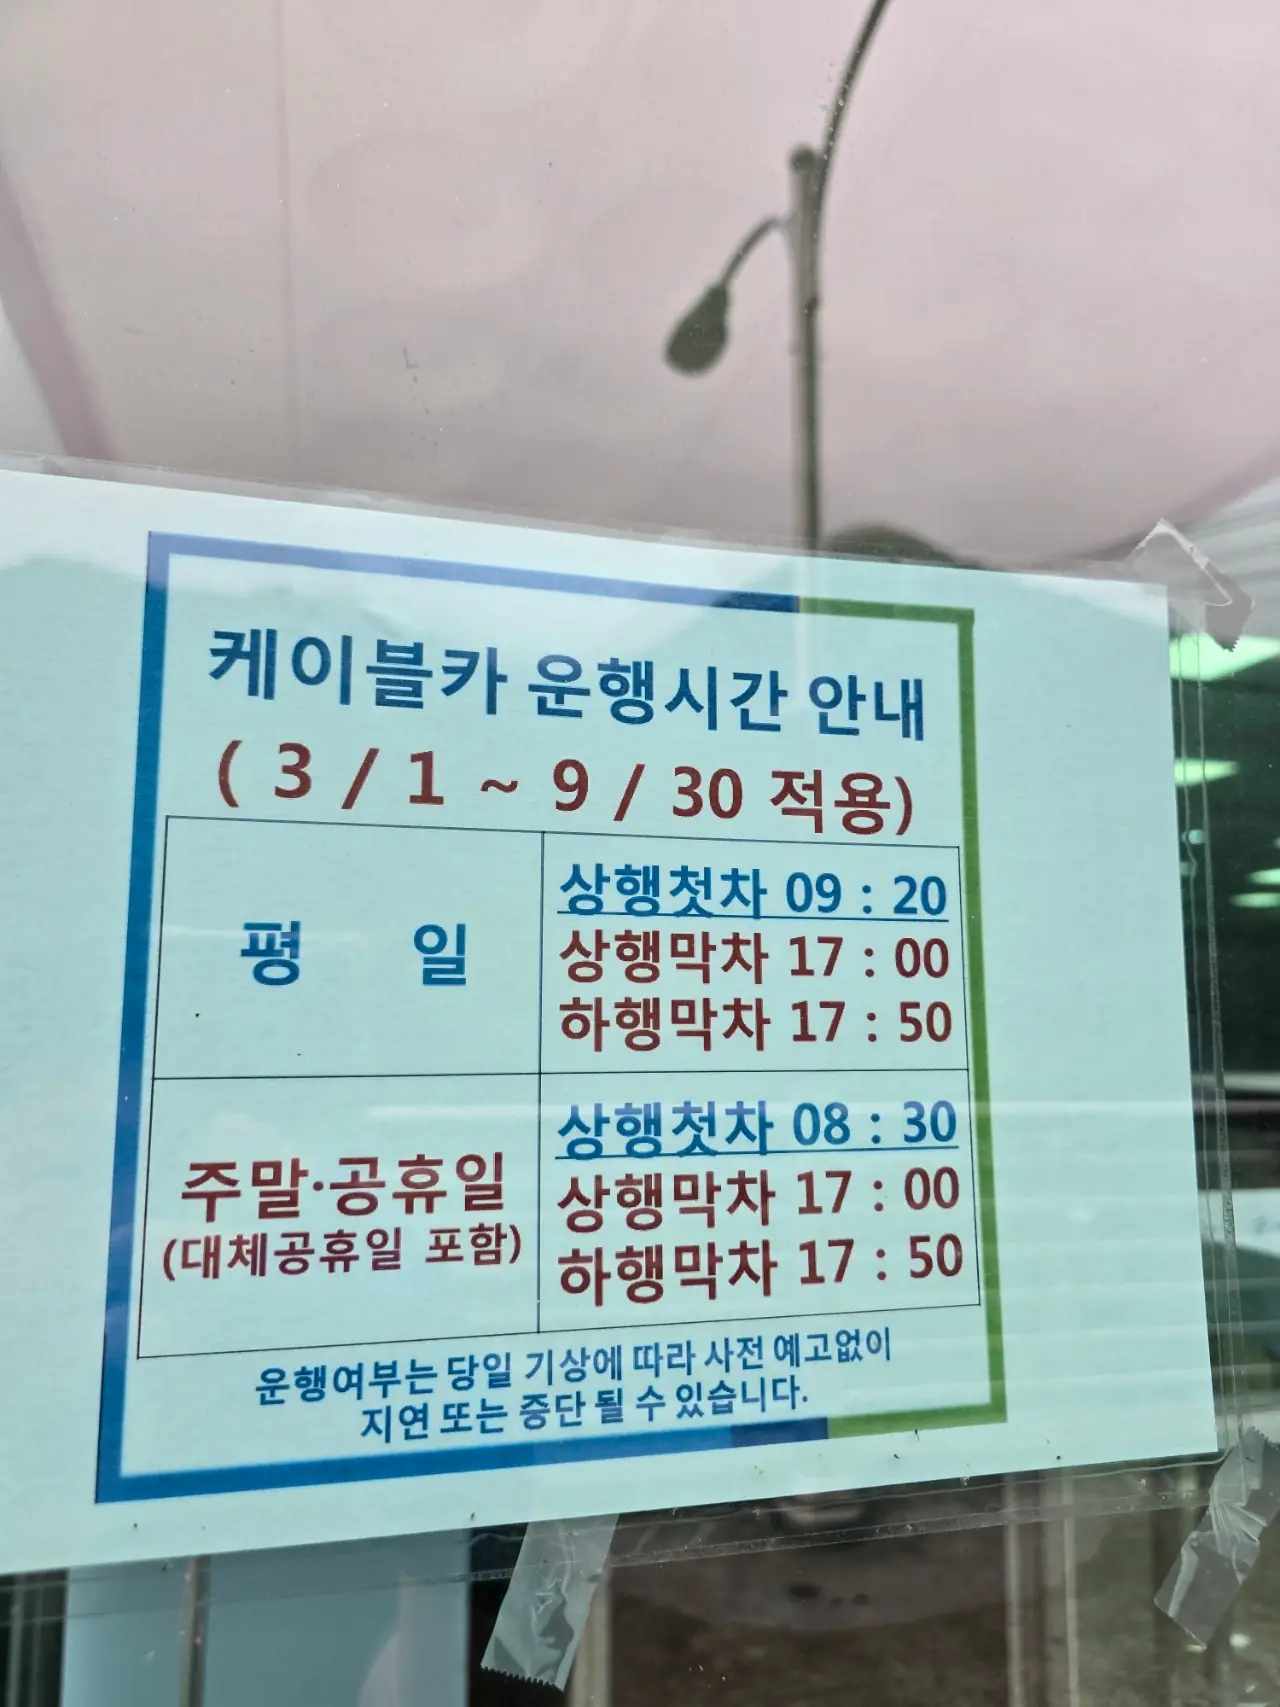 케이블카 운행시간 안내
( 3 / 1 ~ 9 / 30 적용)
평 일
상행첫차 09 : 20
상행막차 17 : 00
하행막차 17 : 50
주말·공휴일
(대체공휴일 포함)
상행첫차 08 : 30
상행막차 17 : 00
하행막차 17 : 50
운행여부는 당일 기상에 따라 사전 예고없이
지연 또는 중단 될 수 있습니다.